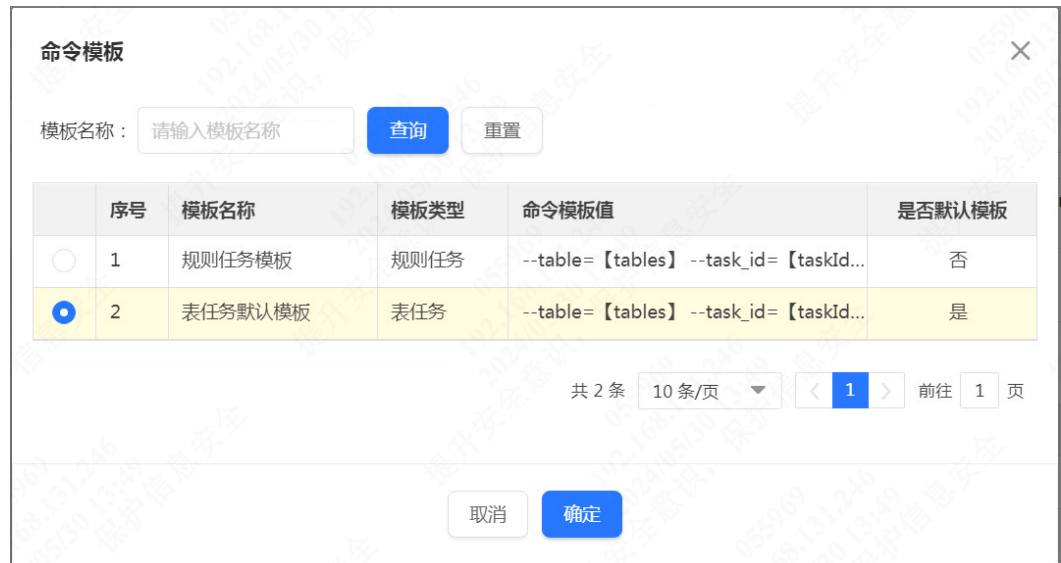 命令模板
模板名称： 请输入模板名称 查询 重置
序号 模板名称 模板类型 命令模板值 是否默认模板
1 规则任务模板 规则任务 --table=【tables】 --task_id=【taskId... 否
2 表任务默认模板 表任务 --table=【tables】 --task_id=【taskId... 是
共 2 条 10 条/页 1 前往 1 页
取消 确定